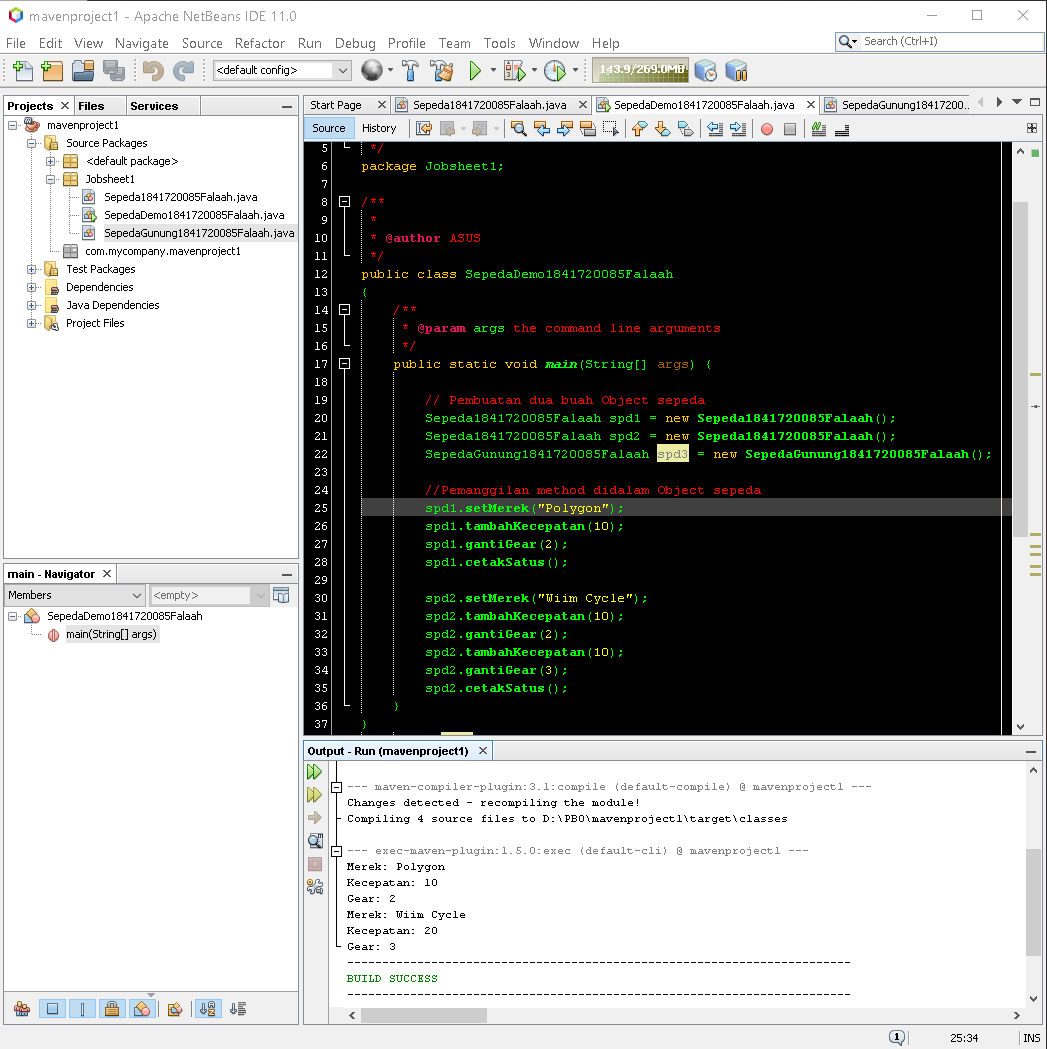 mavenproject1 - Apache NetBeans IDE 11.0
File Edit View Navigate Source Refactor Run Debug Profile Team Tools Window Help
Search (Ctrl+I)
<default config>
143.9/269.0MB
Projects Files Services
mavenproject1
Source Packages
<default package>
Jobsheet1
Sepeda1841720085Falaah.java
SepedaDemo1841720085Falaah.java
SepedaGunung1841720085Falaah.java
com.mycompany.mavenproject1
Test Packages
Dependencies
Java Dependencies
Project Files
main - Navigator
Members
<empty>
SepedaDemo1841720085Falaah
main(String[] args)
Start Page Sepeda1841720085Falaah.java SepedaDemo1841720085Falaah.java SepedaGunung18417200...
Source History
5 */
6 package Jobsheet1;
7
8 /**
9 *
10 * @author ASUS
11 */
12 public class SepedaDemo1841720085Falaah
13 {
14 /**
15 * @param args the command line arguments
16 */
17 public static void main(String[] args) {
18
19 // Pembuatan dua buah Object sepeda
20 Sepeda1841720085Falaah spd1 = new Sepeda1841720085Falaah();
21 Sepeda1841720085Falaah spd2 = new Sepeda1841720085Falaah();
22 SepedaGunung1841720085Falaah spd3 = new SepedaGunung1841720085Falaah();
23
24 //Pemanggilan method didalam Object sepeda
25 spd1.setMerek("Polygon");
26 spd1.tambahKecepatan(10);
27 spd1.gantiGear(2);
28 spd1.cetakSatus();
29
30 spd2.setMerek("Wiim Cycle");
31 spd2.tambahKecepatan(10);
32 spd2.gantiGear(2);
33 spd2.tambahKecepatan(10);
34 spd2.gantiGear(3);
35 spd2.cetakSatus();
36 }
37 }
Output - Run (mavenproject1)
--- maven-compiler-plugin:3.1:compile (default-compile) @ mavenproject1 ---
Changes detected - recompiling the module!
Compiling 4 source files to D:\PBO\mavenproject1\target\classes
--- exec-maven-plugin:1.5.0:exec (default-cli) @ mavenproject1 ---
Merek: Polygon
Kecepatan: 10
Gear: 2
Merek: Wiim Cycle
Kecepatan: 20
Gear: 3
------------------------------------------------------------------------
BUILD SUCCESS
------------------------------------------------------------------------
1 25:34 INS